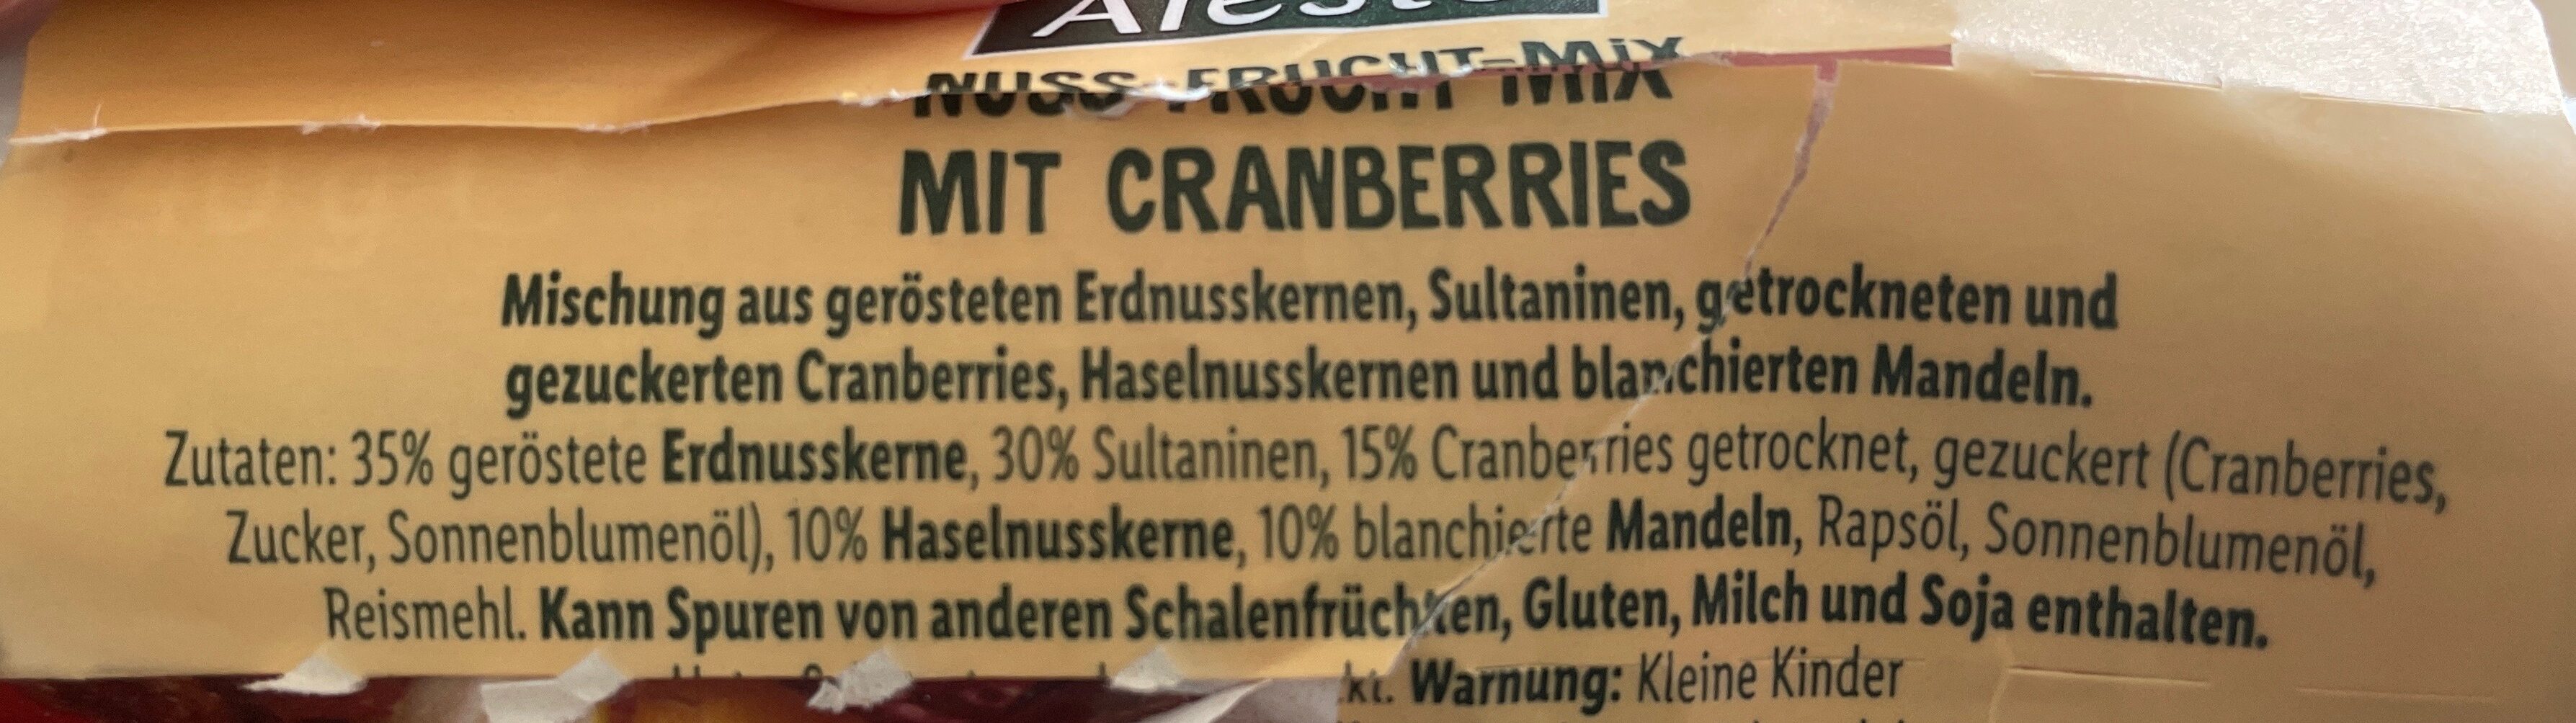 NUSS-FRUCHT-MIX
MIT CRANBERRIES
Mischung aus gerösteten Erdnusskernen, Sultaninen, getrockneten und
gezuckerten Cranberries, Haselnusskernen und blanchierten Mandeln.
Zutaten: 35% geröstete Erdnusskerne, 30% Sultaninen, 15% Cranberries getrocknet, gezuckert (Cranberries,
Zucker, Sonnenblumenöl), 10% Haselnusskerne, 10% blanchierte Mandeln, Rapsöl, Sonnenblumenöl,
Reismehl. Kann Spuren von anderen Schalenfrüchten, Gluten, Milch und Soja enthalten.
Warnung: Kleine Kinder